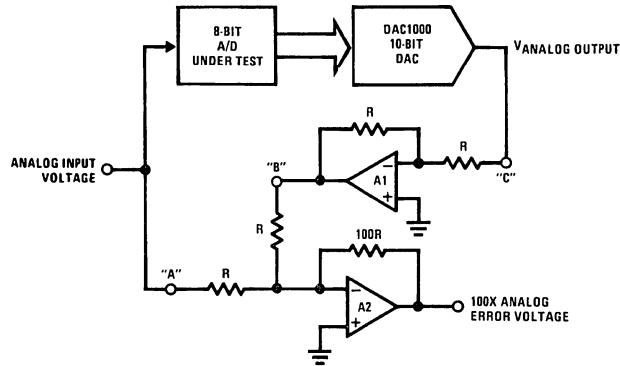 8-BIT
A/D
UNDER TEST
DAC1000
10-BIT
DAC
VANALOG OUTPUT
R
R
ANALOG INPUT
VOLTAGE
"B"
A1
−
+
"C"
R
100R
"A"
R
−
A2
+
100X ANALOG
ERROR VOLTAGE